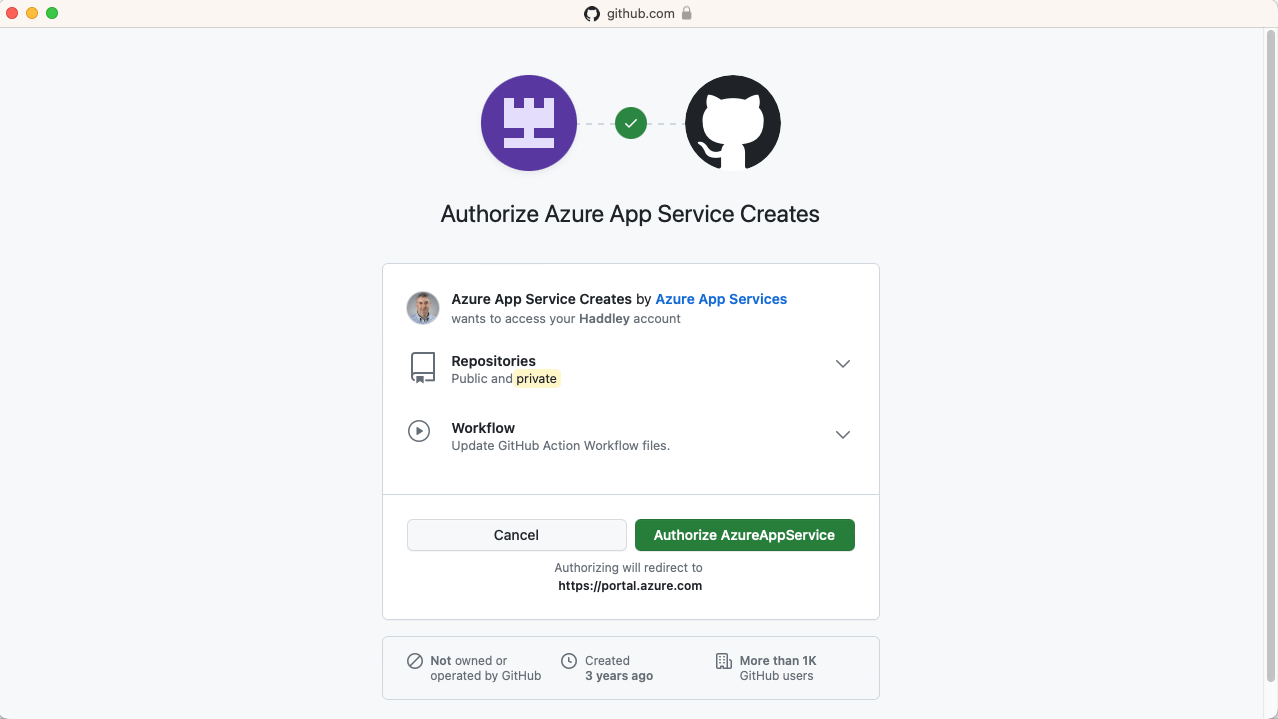 github.com
Authorize Azure App Service Creates
Azure App Service Creates by Azure App Services
wants to access your Haddley account
Repositories
Public and private
Workflow
Update GitHub Action Workflow files.
Cancel
Authorize AzureAppService
Authorizing will redirect to
https://portal.azure.com
Not owned or
operated by GitHub
Created
3 years ago
More than 1K
GitHub users